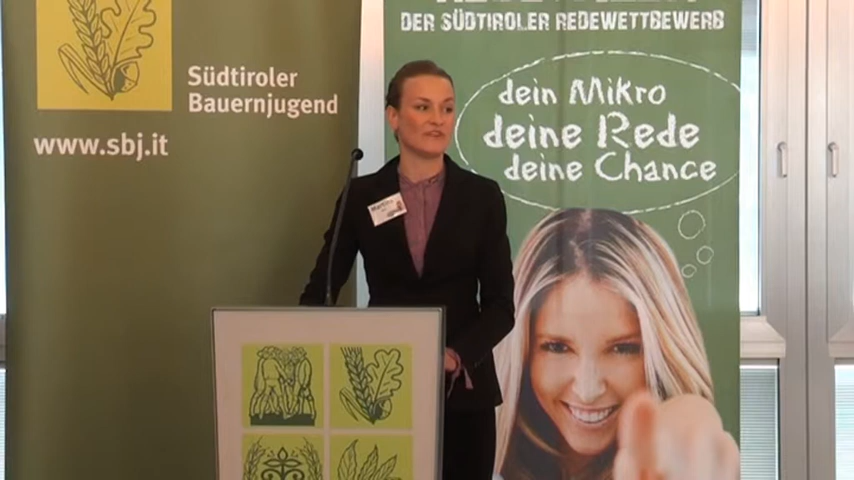 Südtiroler
Bauernjugend
www.sbj.it
DER SÜDTIROLER REDEWETTBEWERB
dein Mikro
deine Rede
deine Chance